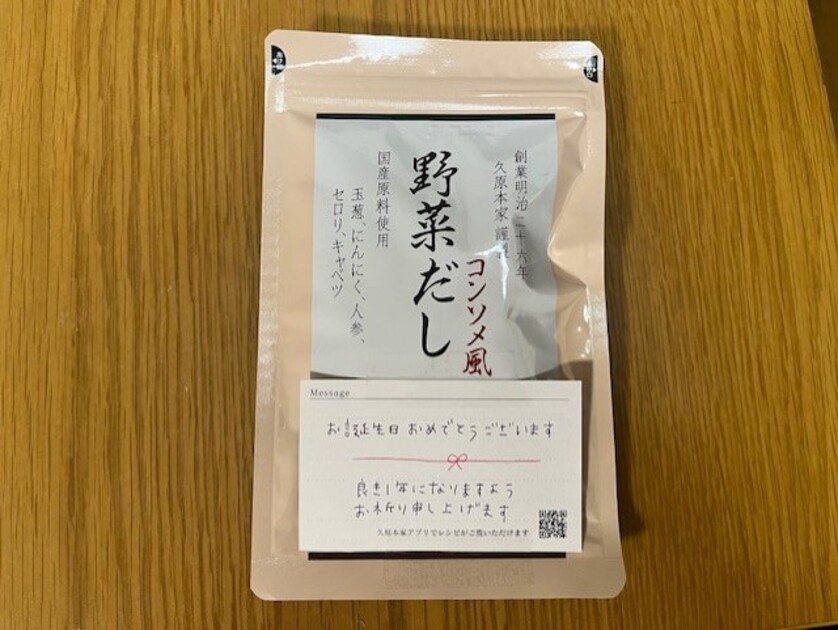 創業明治二十六年
久原本家 謹製
野菜だし
コンソメ風
国産原料使用
玉葱、にんにく、人参、
セロリ、キャベツ
Message
お誕生日おめでとうございます
良き1年になりますよう
お祈り申し上げます
久原本家アプリでレシピがご覧いただけます